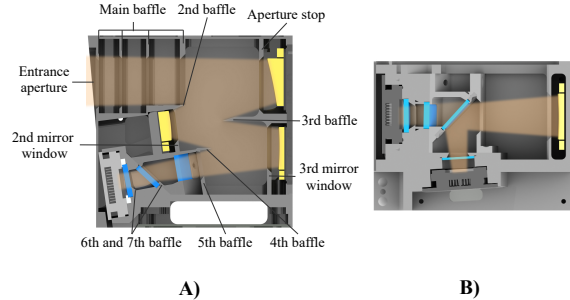 Main baffle
2nd baffle
Aperture stop
Entrance
aperture
3rd baffle
2nd mirror
window
3rd mirror
window
6th and 7th baffle
5th baffle
4th baffle
A)
B)